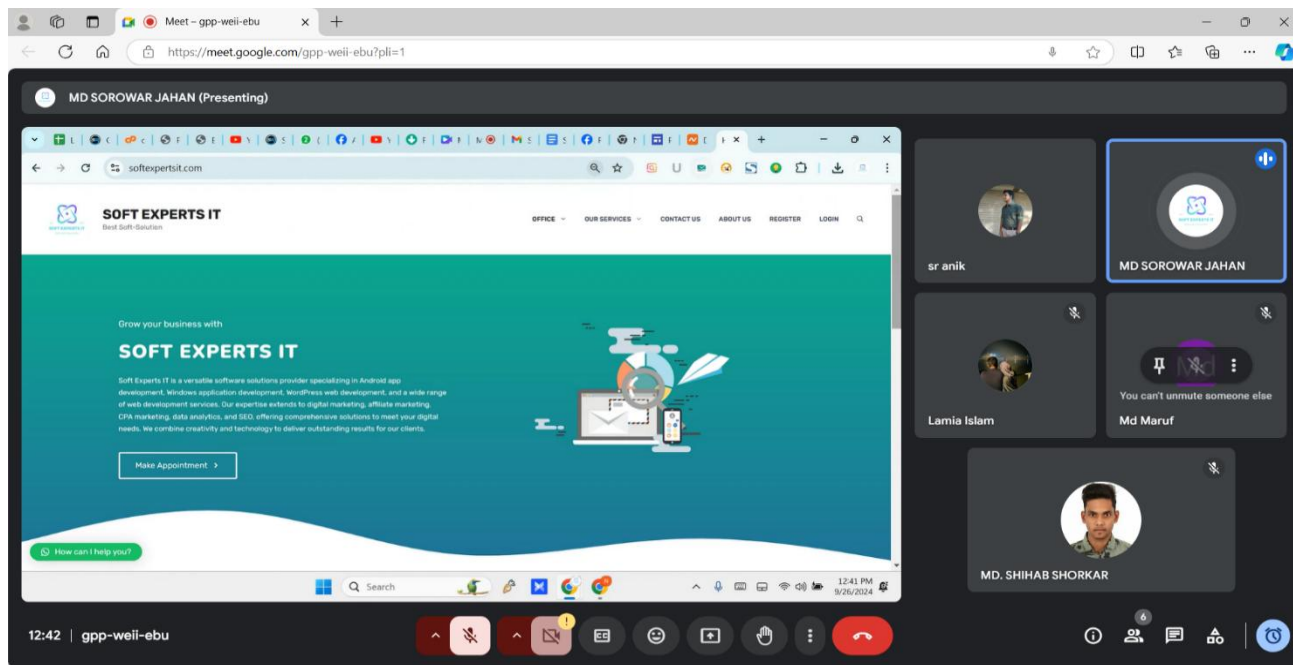 Meet – gpp-weii-ebu
https://meet.google.com/gpp-weii-ebu?pli=1
MD SOROWAR JAHAN (Presenting)
softexpertsit.com
SOFT EXPERTS IT
Best Soft-Solution
OFFICE OUR SERVICES CONTACT US ABOUT US REGISTER LOGIN
Grow your business with
SOFT EXPERTS IT
Soft Experts IT is a versatile software solutions provider specializing in Android app
development, Windows application development, WordPress web development, and a wide range
of web development services. Our expertise extends to digital marketing, affiliate marketing,
CPA marketing, data analytics, and SEO, offering comprehensive solutions to meet your digital
needs. We combine creativity and technology to deliver outstanding results for our clients.
Make Appointment
How can I help you?
Search
12:41 PM
9/26/2024
sr anik
MD SOROWAR JAHAN
Lamia Islam
You can't unmute someone else
Md Maruf
MD. SHIHAB SHORKAR
12:42 | gpp-weii-ebu
6